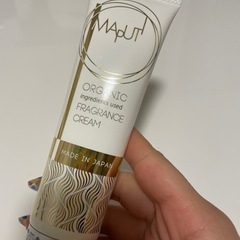 MAPUTI
ORGANIC
ingredients used
FRAGRANCE
CREAM
MADE IN JAPAN